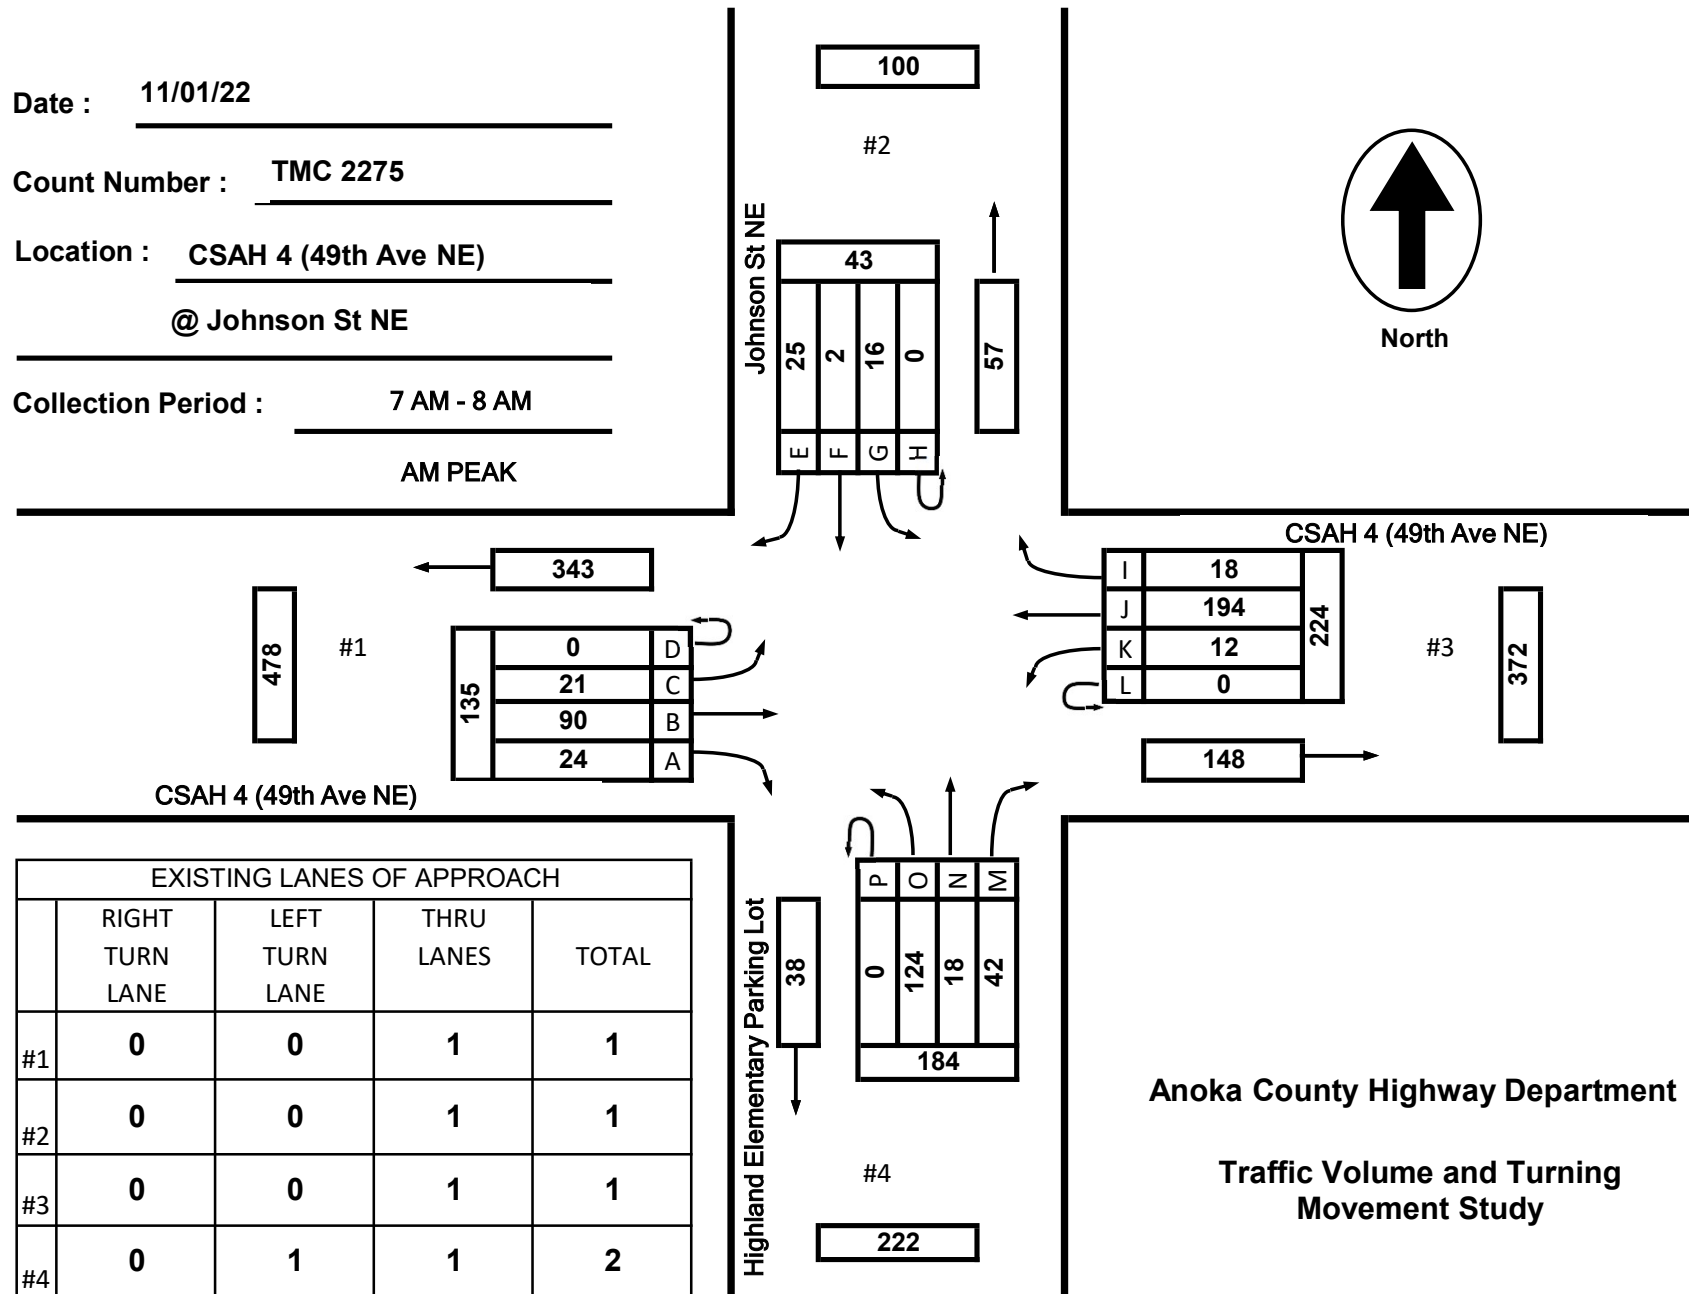 Date : 11/01/22
Count Number : TMC 2275
Location : CSAH 4 (49th Ave NE)
@ Johnson St NE
Collection Period : 7 AM - 8 AM
AM PEAK
100
#2
Johnson St NE
43
25 2 16 0
E F G H
57
North
CSAH 4 (49th Ave NE)
343
478
#1
135
0 D
21 C
90 B
24 A
CSAH 4 (49th Ave NE)
I 18
J 194
K 12
L 0
224
#3
372
148
EXISTING LANES OF APPROACH
RIGHT TURN LANE
LEFT TURN LANE
THRU LANES
TOTAL
#1 0 0 1 1
#2 0 0 1 1
#3 0 0 1 1
#4 0 1 1 2
Highland Elementary Parking Lot
38
P O N M
0 124 18 42
184
#4
222
Anoka County Highway Department
Traffic Volume and Turning
Movement Study